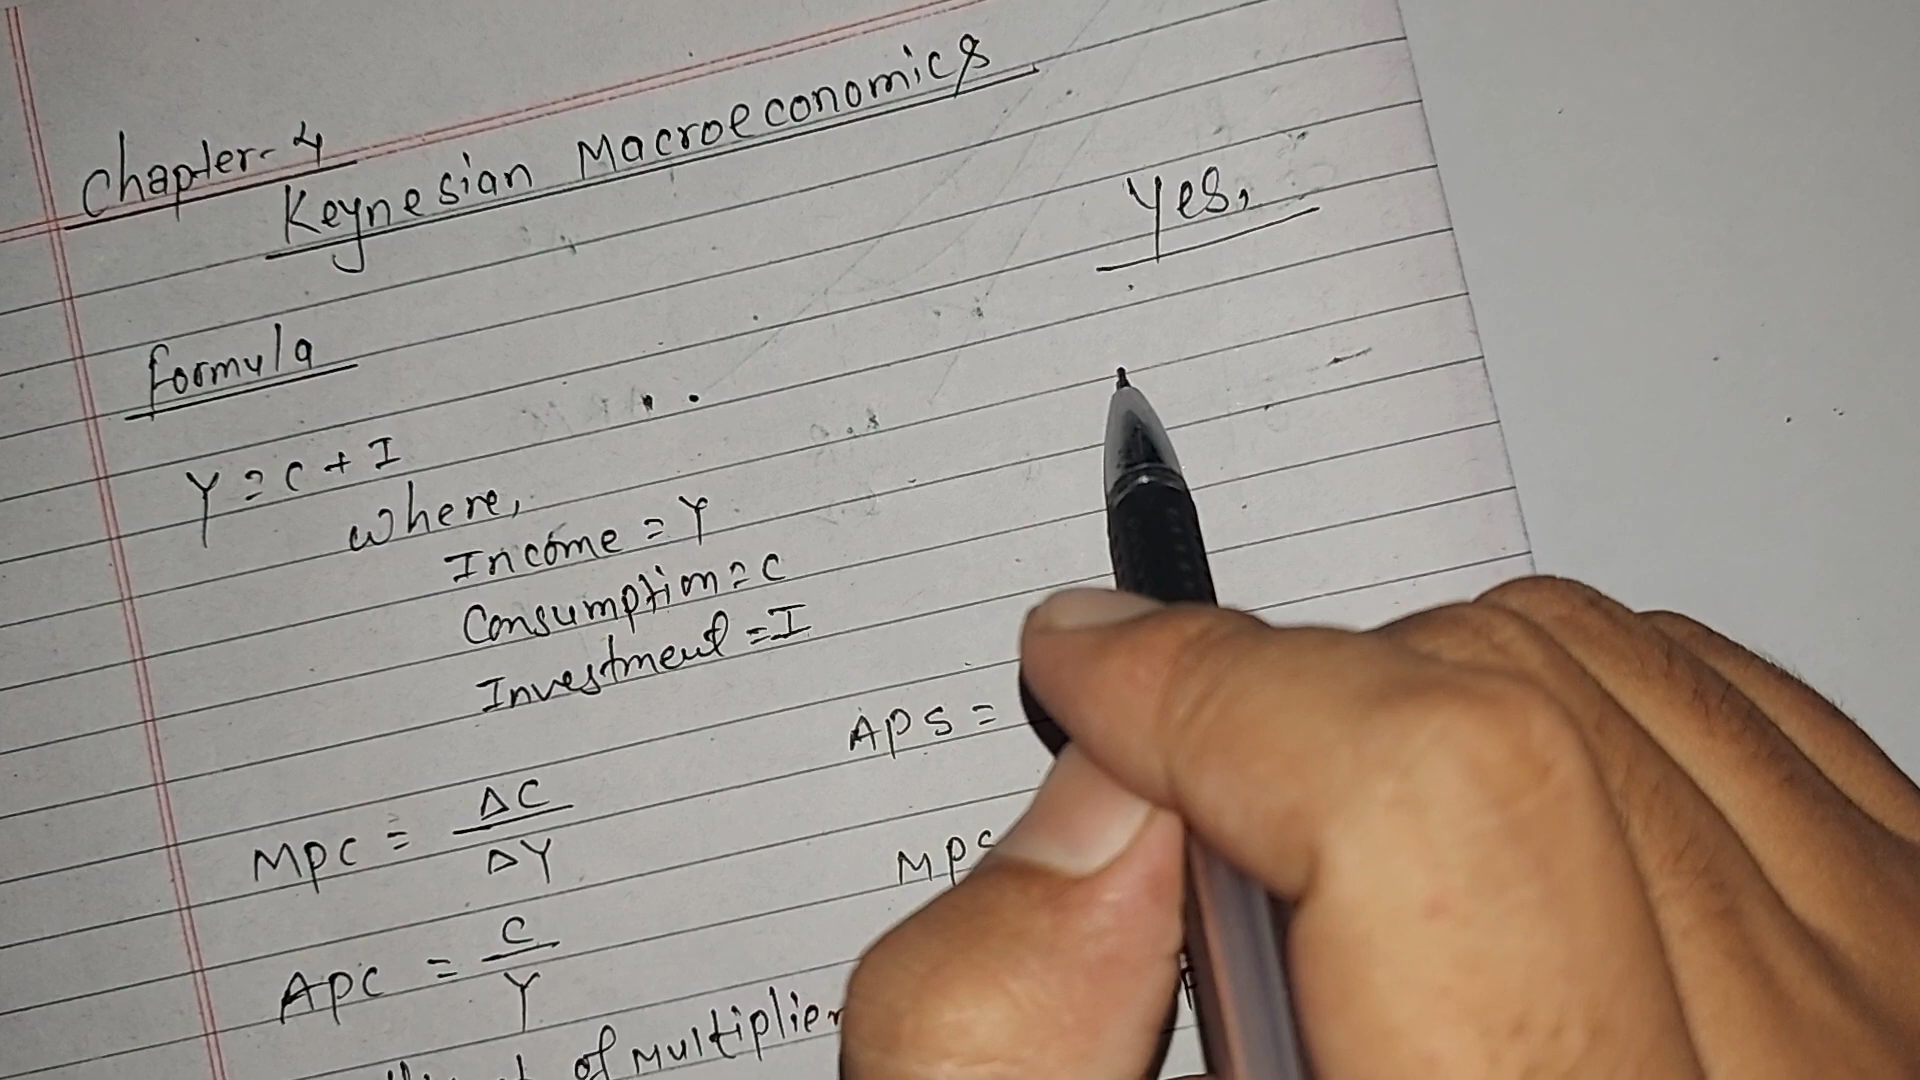 Chapter-4
Keynesian Macroeconomics
Yes,
formula
Y = C + I
where,
Income = Y
Consumption = C
Investment = I
APS =
MPC = ΔC / ΔY
MPS
APC = C / Y
of Multiplier